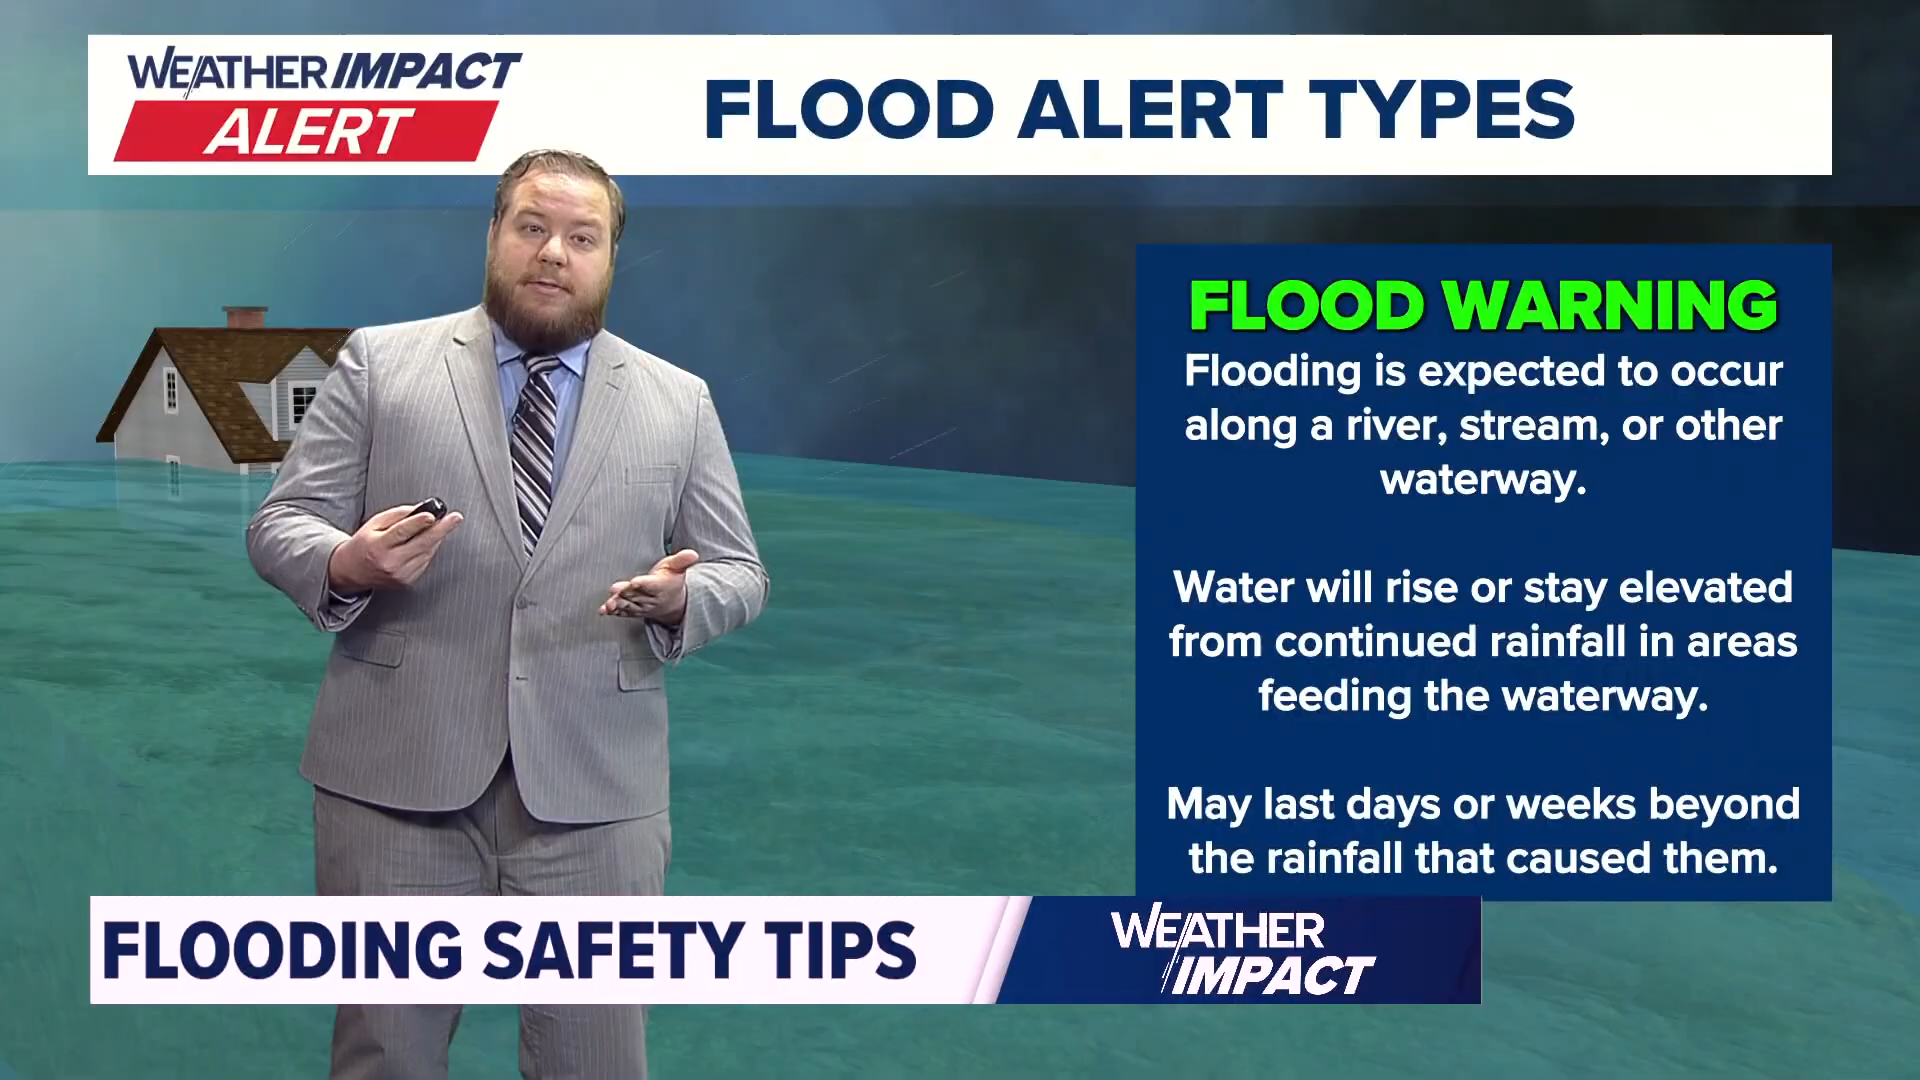 WEATHER IMPACT
ALERT
FLOOD ALERT TYPES
FLOOD WARNING
Flooding is expected to occur
along a river, stream, or other
waterway.
Water will rise or stay elevated
from continued rainfall in areas
feeding the waterway.
May last days or weeks beyond
the rainfall that caused them.
FLOODING SAFETY TIPS
WEATHER
IMPACT